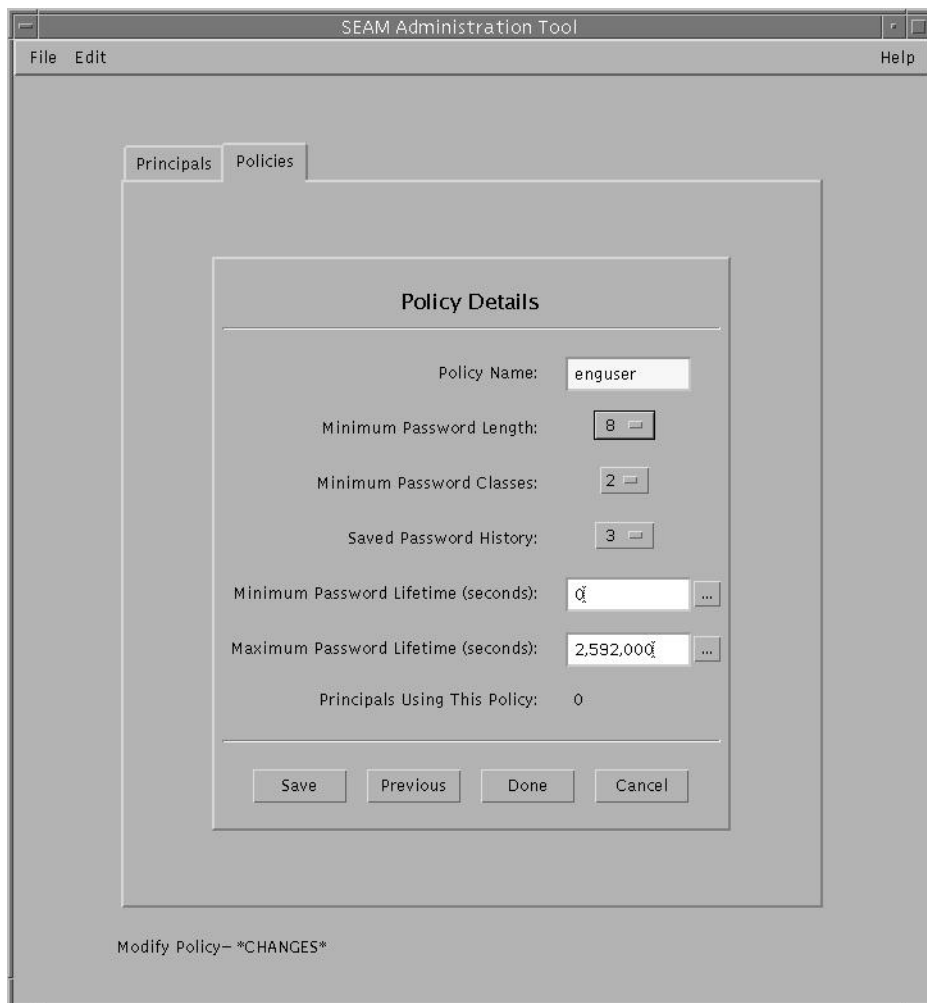 SEAM Administration Tool
File Edit Help
Principals Policies
Policy Details
Policy Name: enguser
Minimum Password Length: 8
Minimum Password Classes: 2
Saved Password History: 3
Minimum Password Lifetime (seconds): 0 ...
Maximum Password Lifetime (seconds): 2,592,000 ...
Principals Using This Policy: 0
Save Previous Done Cancel
Modify Policy– *CHANGES*